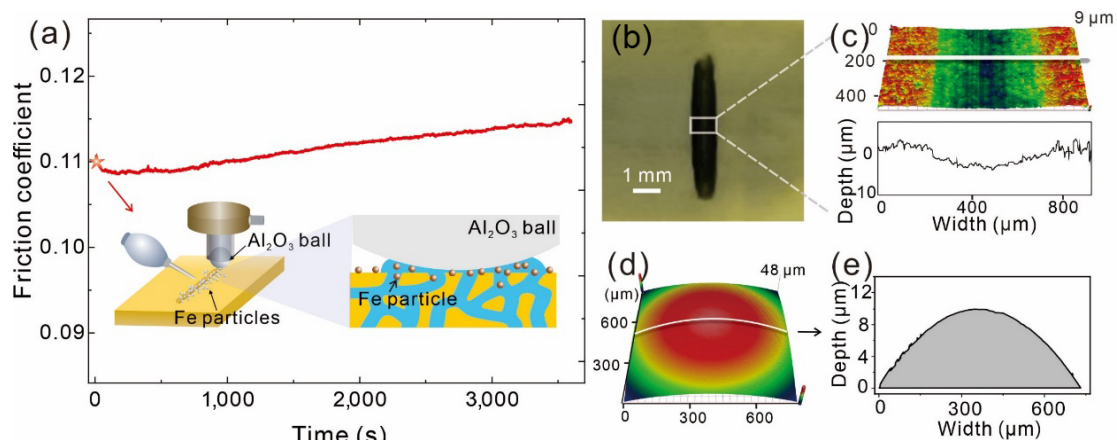 (a)
Friction coefficient
0.12
0.11
0.10
0.09
0
1,000
2,000
3,000
Time (s)
Al₂O₃ ball
Fe particles
Al₂O₃ ball
Fe particle
(b)
1 mm
(c)
9 µm
0
200
400
Depth (µm)
0
10
0
400
800
Width (µm)
(d)
48 µm
(µm)
600
300
0
300
600
(e)
Depth (µm)
12
8
4
0
0
300
600
Width (µm)